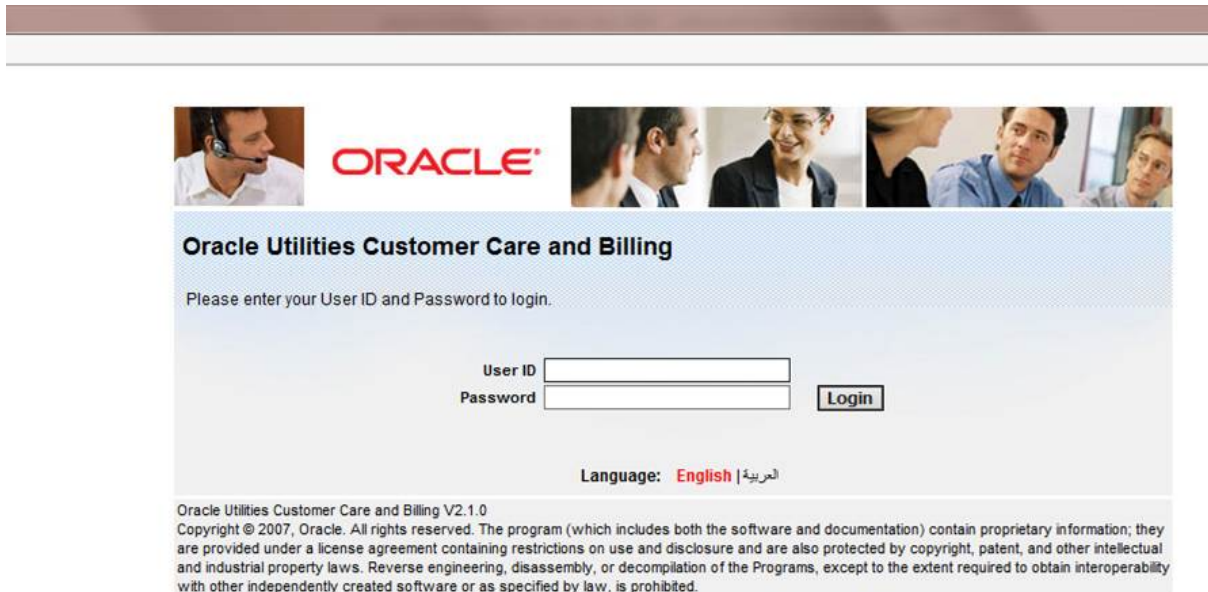 ORACLE
Oracle Utilities Customer Care and Billing
Please enter your User ID and Password to login.
User ID
Password
Login
Language: English | العربية
Oracle Utilities Customer Care and Billing V2.1.0
Copyright © 2007, Oracle. All rights reserved. The program (which includes both the software and documentation) contain proprietary information; they
are provided under a license agreement containing restrictions on use and disclosure and are also protected by copyright, patent, and other intellectual
and industrial property laws. Reverse engineering, disassembly, or decompilation of the Programs, except to the extent required to obtain interoperability
with other independently created software or as specified by law, is prohibited.